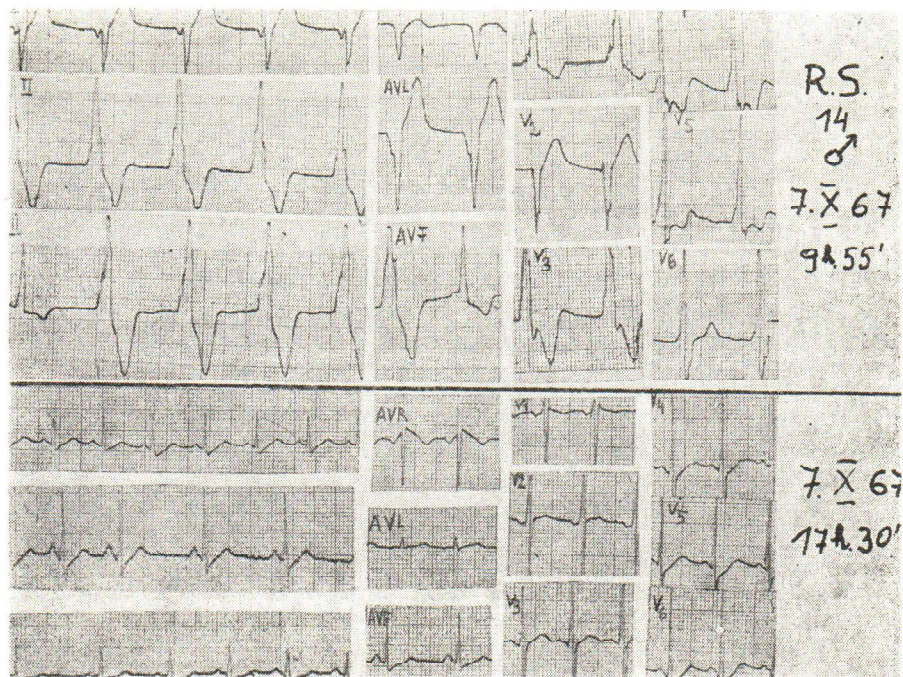 II
AVL
V2
V5
R.S.
14
♂
7. X 67
9h.55'
AVF
V3
V6
AVR
V1
V4
AVL
V2
V5
7. X 67
17h.30'
AVF
V3
V6